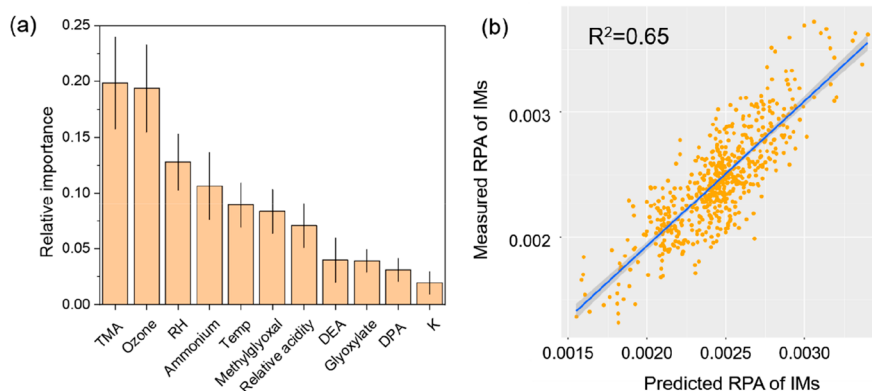 (a)
0.25
0.20
0.15
0.10
0.05
0.00
Relative importance
TMA
Ozone
RH
Ammonium
Temp
Methylglyoxal
Relative acidity
DEA
Glyoxylate
DPA
K
(b)
R²=0.65
0.003
0.002
Measured RPA of IMs
0.0015 0.0020 0.0025 0.0030
Predicted RPA of IMs